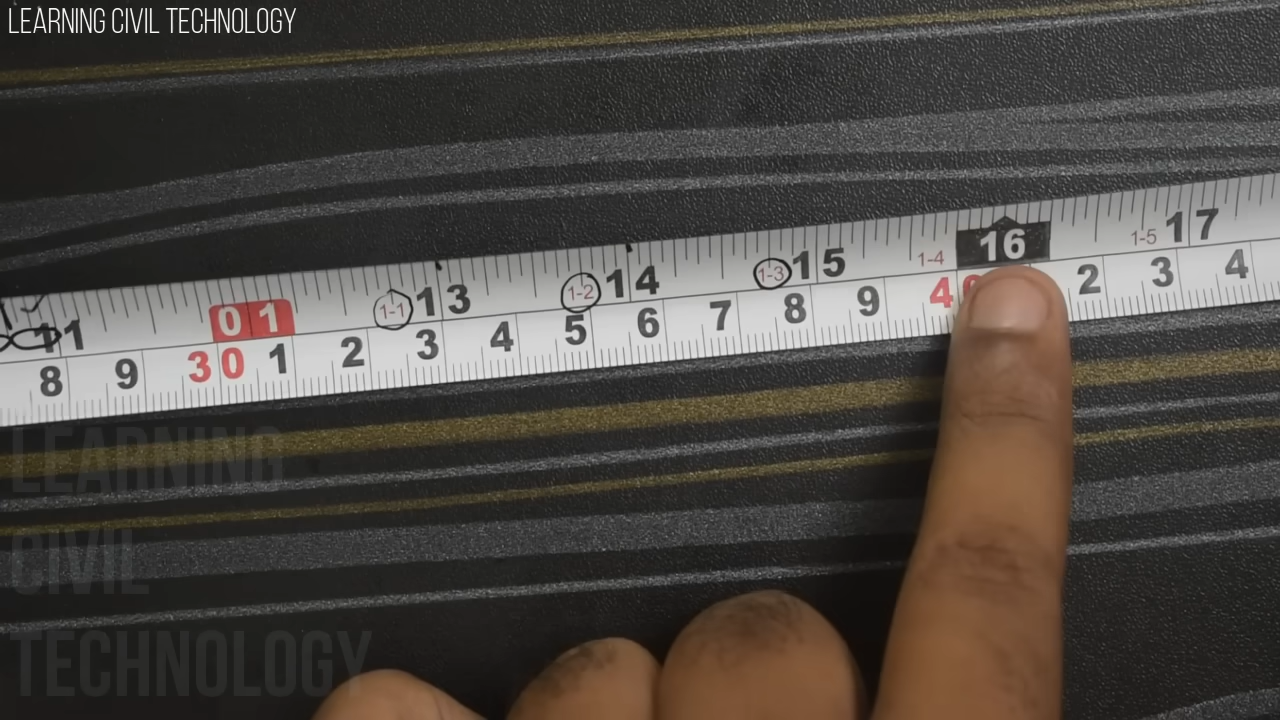 LEARNING CIVIL TECHNOLOGY
11 01 1-1 13 1-2 14 1-3 15 1-4 16 1-5 17
8 9 30 1 2 3 4 5 6 7 8 9 40 2 3 4
LEARNING
CIVIL
TECHNOLOGY